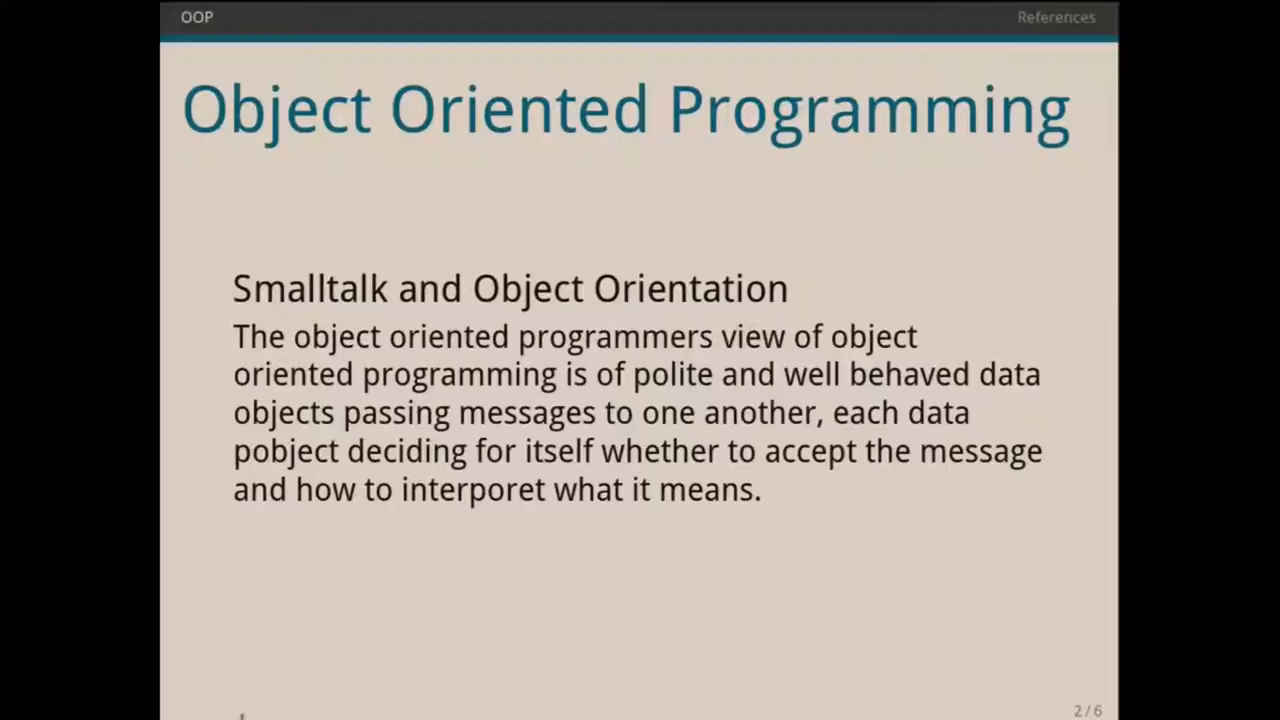 OOP
References
Object Oriented Programming
Smalltalk and Object Orientation
The object oriented programmers view of object
oriented programming is of polite and well behaved data
objects passing messages to one another, each data
pobject deciding for itself whether to accept the message
and how to interporet what it means.
2 / 6